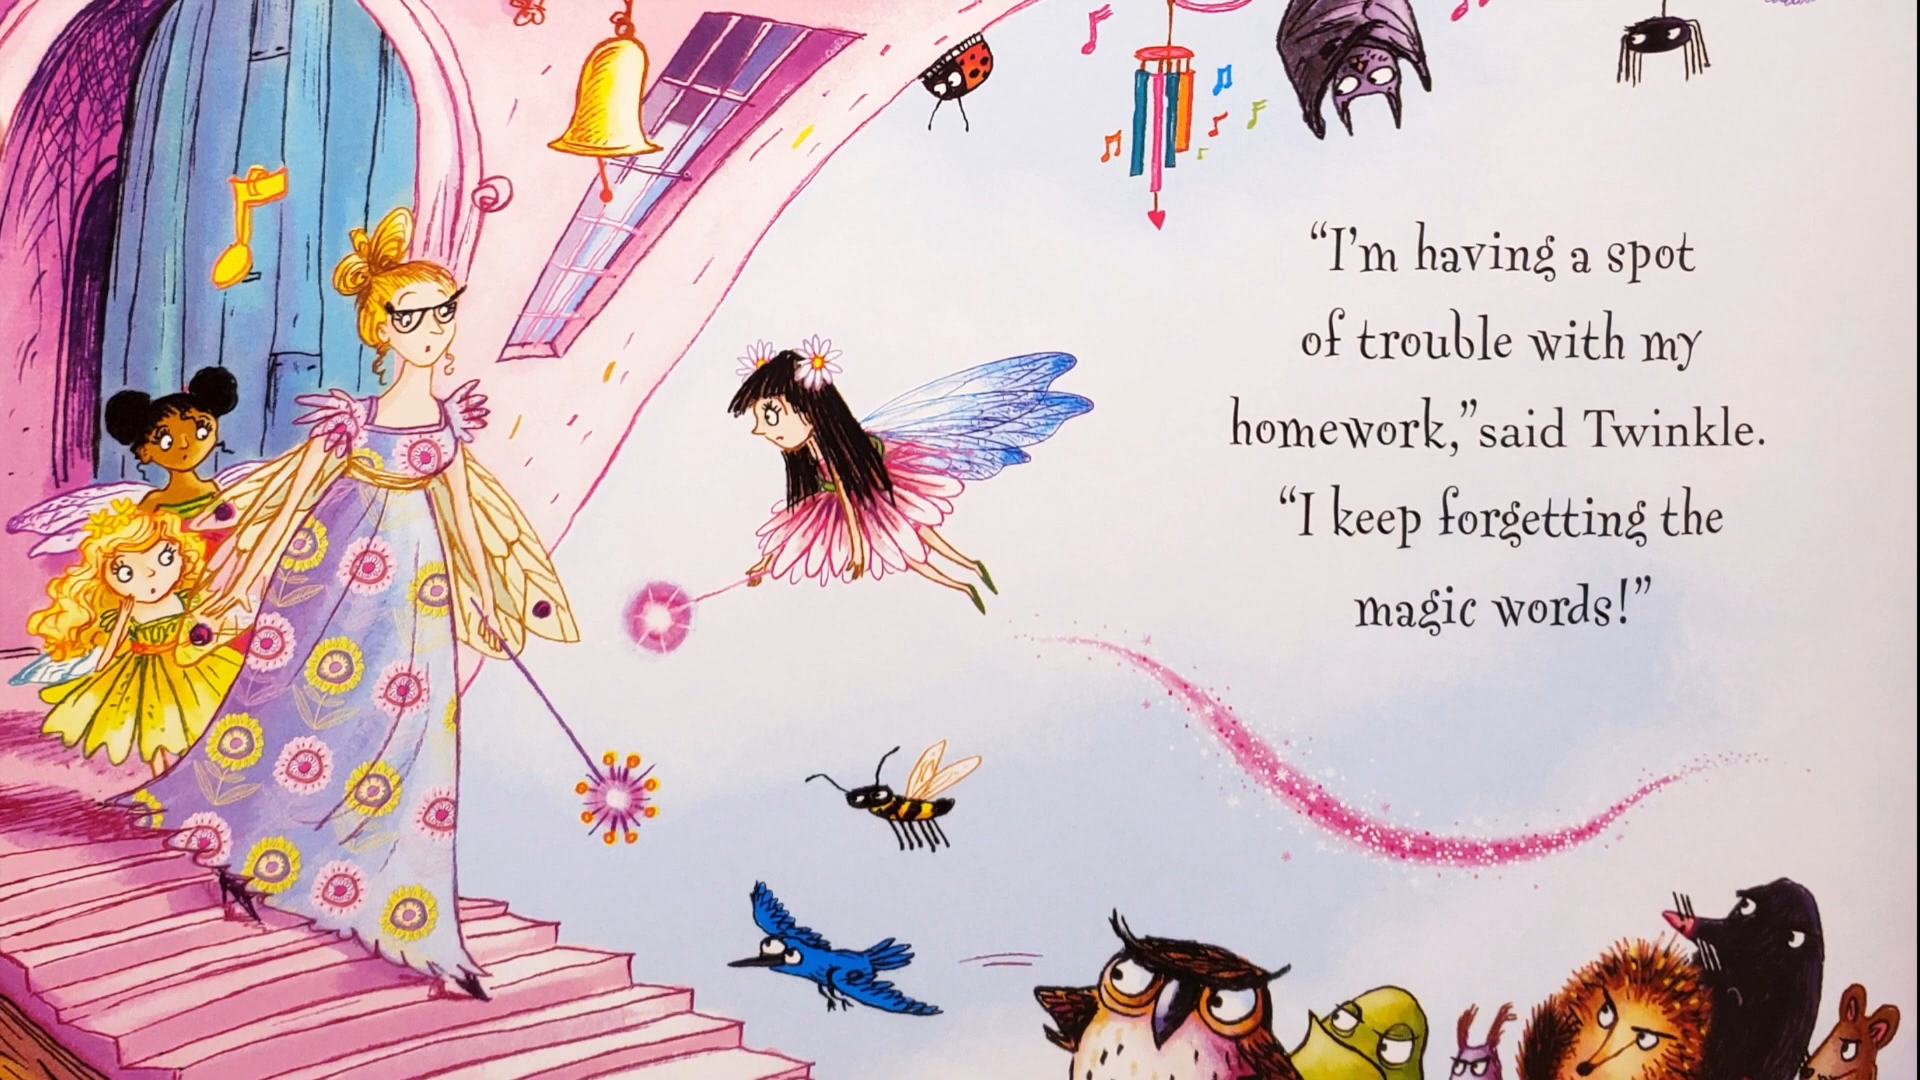 “I’m having a spot
of trouble with my
homework,” said Twinkle.
“I keep forgetting the
magic words!”